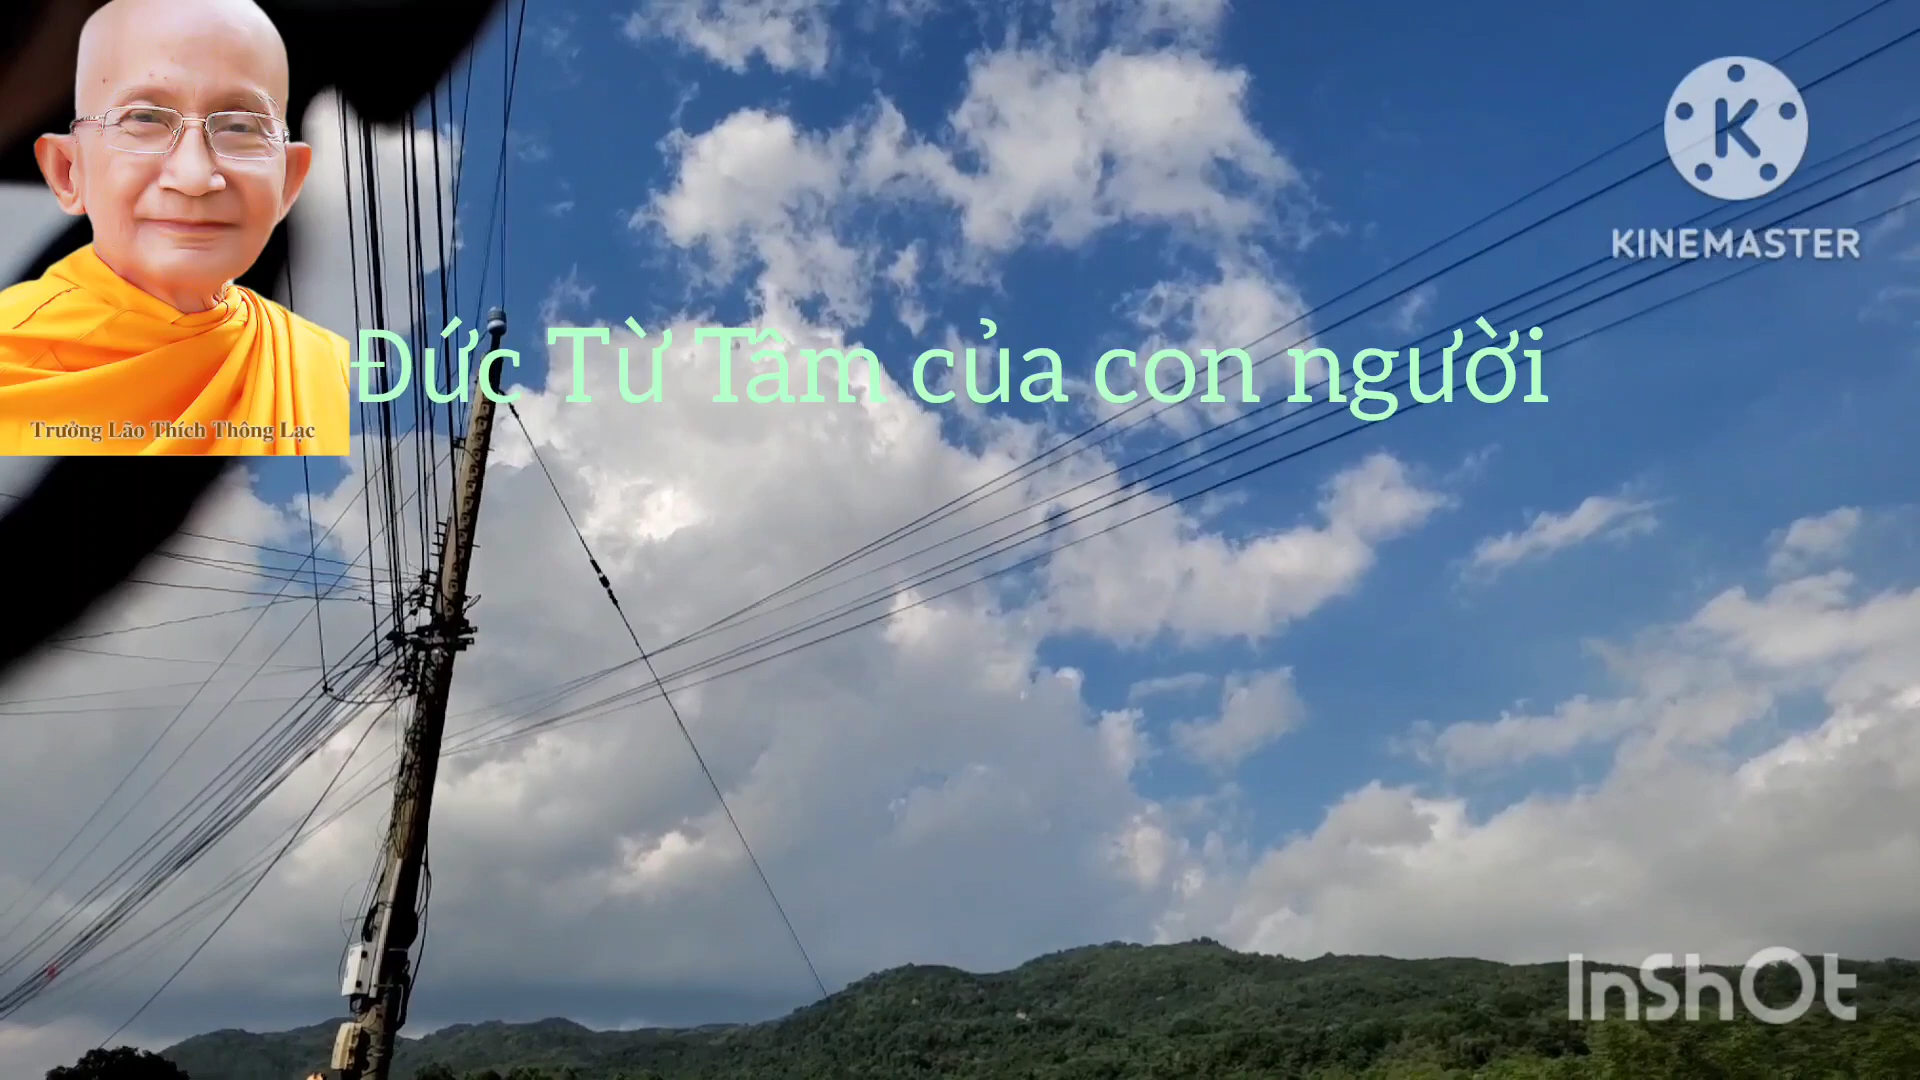 KINEMASTER
Đức Từ Tâm của con người
Trưởng Lão Thích Thông Lạc
InShOt